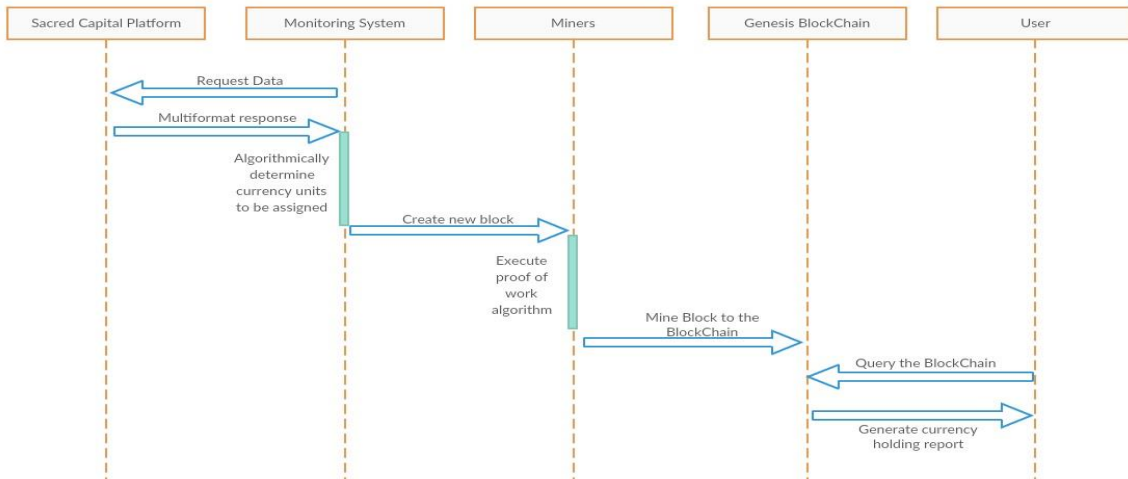 Sacred Capital Platform
Monitoring System
Miners
Genesis BlockChain
User
Request Data
Multiformat response
Algorithmically
determine
currency units
to be assigned
Create new block
Execute
proof of
work
algorithm
Mine Block to the
BlockChain
Query the BlockChain
Generate currency
holding report